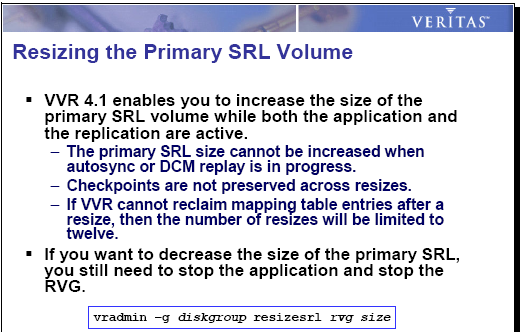 VERITAS™
Resizing the Primary SRL Volume
▪ VVR 4.1 enables you to increase the size of the
primary SRL volume while both the application and
the replication are active.
– The primary SRL size cannot be increased when
autosync or DCM replay is in progress.
– Checkpoints are not preserved across resizes.
– If VVR cannot reclaim mapping table entries after a
resize, then the number of resizes will be limited to
twelve.
▪ If you want to decrease the size of the primary SRL,
you still need to stop the application and stop the
RVG.
vradmin –g diskgroup resizesrl rvg size